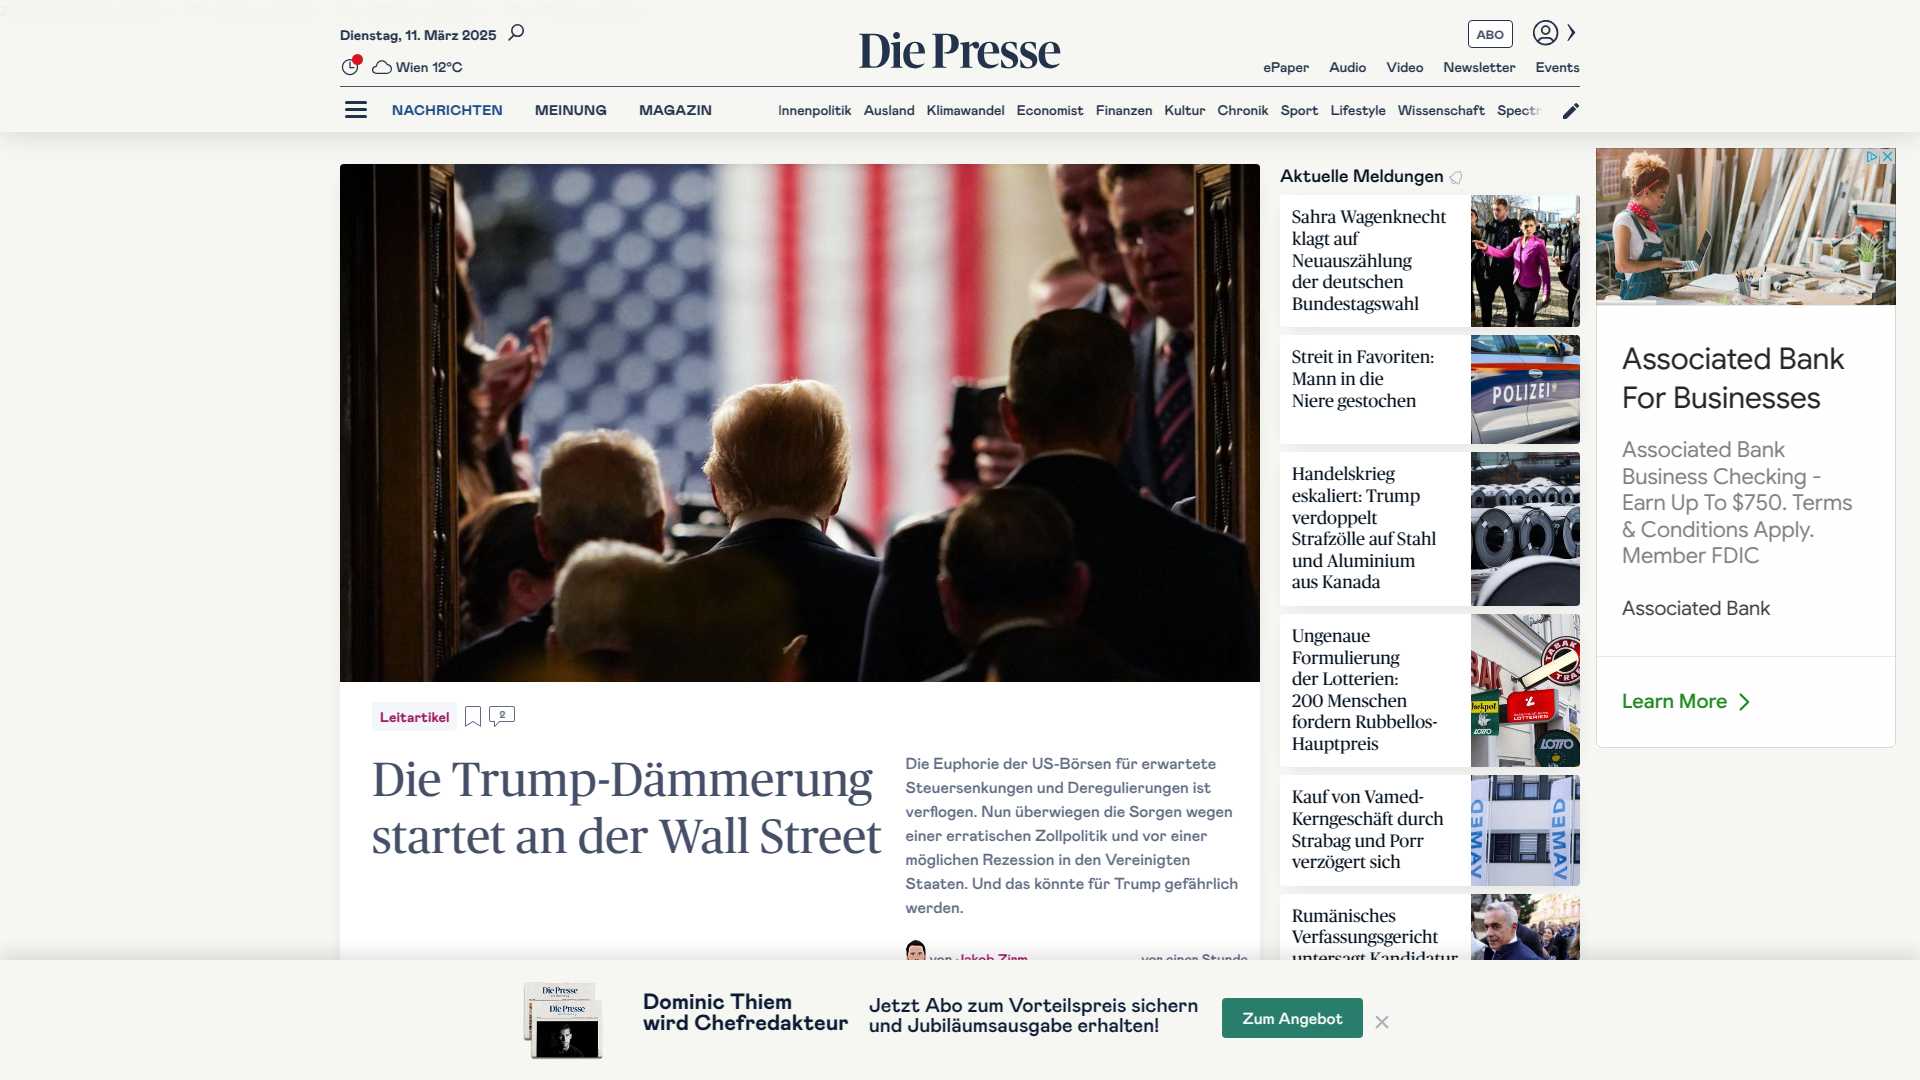 Dienstag, 11. März 2025
Wien 12°C
Die Presse
ABO
ePaper Audio Video Newsletter Events
NACHRICHTEN MEINUNG MAGAZIN
Innenpolitik Ausland Klimawandel Economist Finanzen Kultur Chronik Sport Lifestyle Wissenschaft Spectr
Leitartikel
2
Die Trump-Dämmerung
startet an der Wall Street
Die Euphorie der US-Börsen für erwartete
Steuersenkungen und Deregulierungen ist
verflogen. Nun überwiegen die Sorgen wegen
einer erratischen Zollpolitik und vor einer
möglichen Rezession in den Vereinigten
Staaten. Und das könnte für Trump gefährlich
werden.
von Jakob Zirm
vor einer Stunde
Aktuelle Meldungen
Sahra Wagenknecht
klagt auf
Neuauszählung
der deutschen
Bundestagswahl
Streit in Favoriten:
Mann in die
Niere gestochen
POLIZEI
Handelskrieg
eskaliert: Trump
verdoppelt
Strafzölle auf Stahl
und Aluminium
aus Kanada
Ungenaue
Formulierung
der Lotterien:
200 Menschen
fordern Rubbellos-
Hauptpreis
LOTTO
Kauf von Vamed-
Kerngeschäft durch
Strabag und Porr
verzögert sich
VAMED
VAMED
Rumänisches
Verfassungsgericht
untersagt Kandidatur
Associated Bank
For Businesses
Associated Bank
Business Checking -
Earn Up To $750. Terms
& Conditions Apply.
Member FDIC
Associated Bank
Learn More
Die Presse
Die Presse
Dominic Thiem
wird Chefredakteur
Jetzt Abo zum Vorteilspreis sichern
und Jubiläumsausgabe erhalten!
Zum Angebot